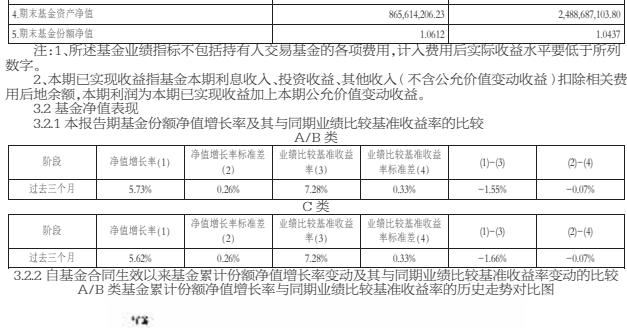 4.期末基金资产净值 865,614,206.23 2,488,687,103.80
5.期末基金份额净值 1.0612 1.0437
注:1、所述基金业绩指标不包括持有人交易基金的各项费用,计入费用后实际收益水平要低于所列
数字。
2、本期已实现收益指基金本期利息收入、投资收益、其他收入(不含公允价值变动收益)扣除相关费
用后地余额,本期利润为本期已实现收益加上本期公允价值变动收益。
3.2 基金净值表现
3.2.1 本报告期基金份额净值增长率及其与同期业绩比较基准收益率的比较
A/B 类
阶段 净值增长率(1) 净值增长率标准差(2) 业绩比较基准收益率(3) 业绩比较基准收益率标准差(4) (1)-(3) (2)-(4)
过去三个月 5.73% 0.26% 7.28% 0.33% -1.55% -0.07%
C 类
阶段 净值增长率(1) 净值增长率标准差(2) 业绩比较基准收益率(3) 业绩比较基准收益率标准差(4) (1)-(3) (2)-(4)
过去三个月 5.62% 0.26% 7.28% 0.33% -1.66% -0.07%
3.2.2 自基金合同生效以来基金累计份额净值增长率变动及其与同期业绩比较基准收益率变动的比较
A/B 类基金累计份额净值增长率与同期业绩比较基准收益率的历史走势对比图